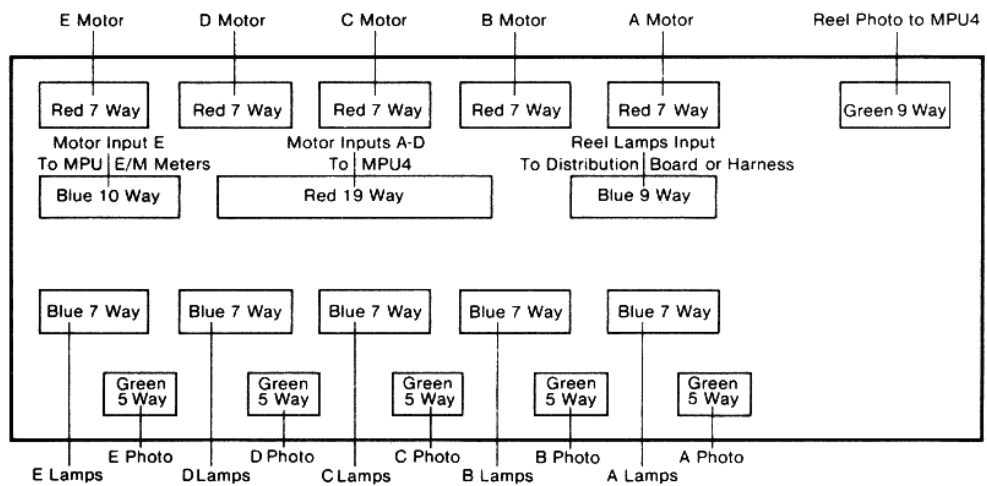 E Motor D Motor C Motor B Motor A Motor Reel Photo to MPU4
Red 7 Way Red 7 Way Red 7 Way Red 7 Way Red 7 Way Green 9 Way
Motor Input E Motor Inputs A-D Reel Lamps Input
To MPU E/M Meters To MPU4 To Distribution Board or Harness
Blue 10 Way Red 19 Way Blue 9 Way
Blue 7 Way Blue 7 Way Blue 7 Way Blue 7 Way Blue 7 Way
Green Green Green Green Green
5 Way 5 Way 5 Way 5 Way 5 Way
E Photo D Photo C Photo B Photo A Photo
E Lamps D Lamps C Lamps B Lamps A Lamps